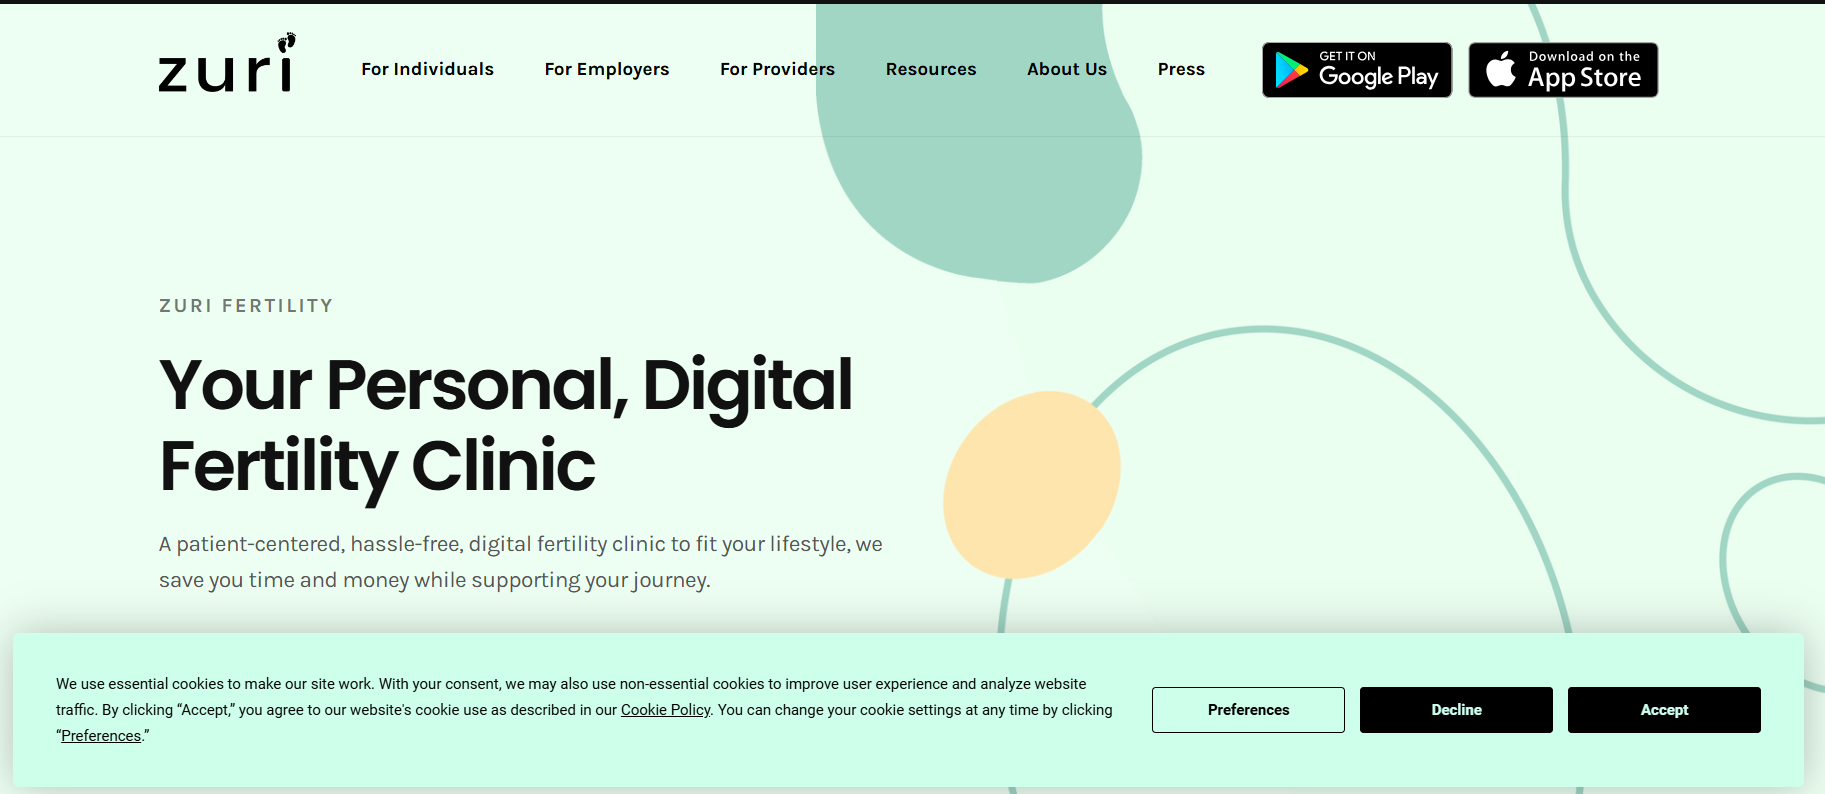 zuri
For Individuals
For Employers
For Providers
Resources
About Us
Press
GET IT ON
Google Play
Download on the
App Store
ZURI FERTILITY
Your Personal, Digital
Fertility Clinic
A patient-centered, hassle-free, digital fertility clinic to fit your lifestyle, we
save you time and money while supporting your journey.
We use essential cookies to make our site work. With your consent, we may also use non-essential cookies to improve user experience and analyze website
traffic. By clicking “Accept,” you agree to our website's cookie use as described in our Cookie Policy. You can change your cookie settings at any time by clicking
“Preferences.”
Preferences
Decline
Accept